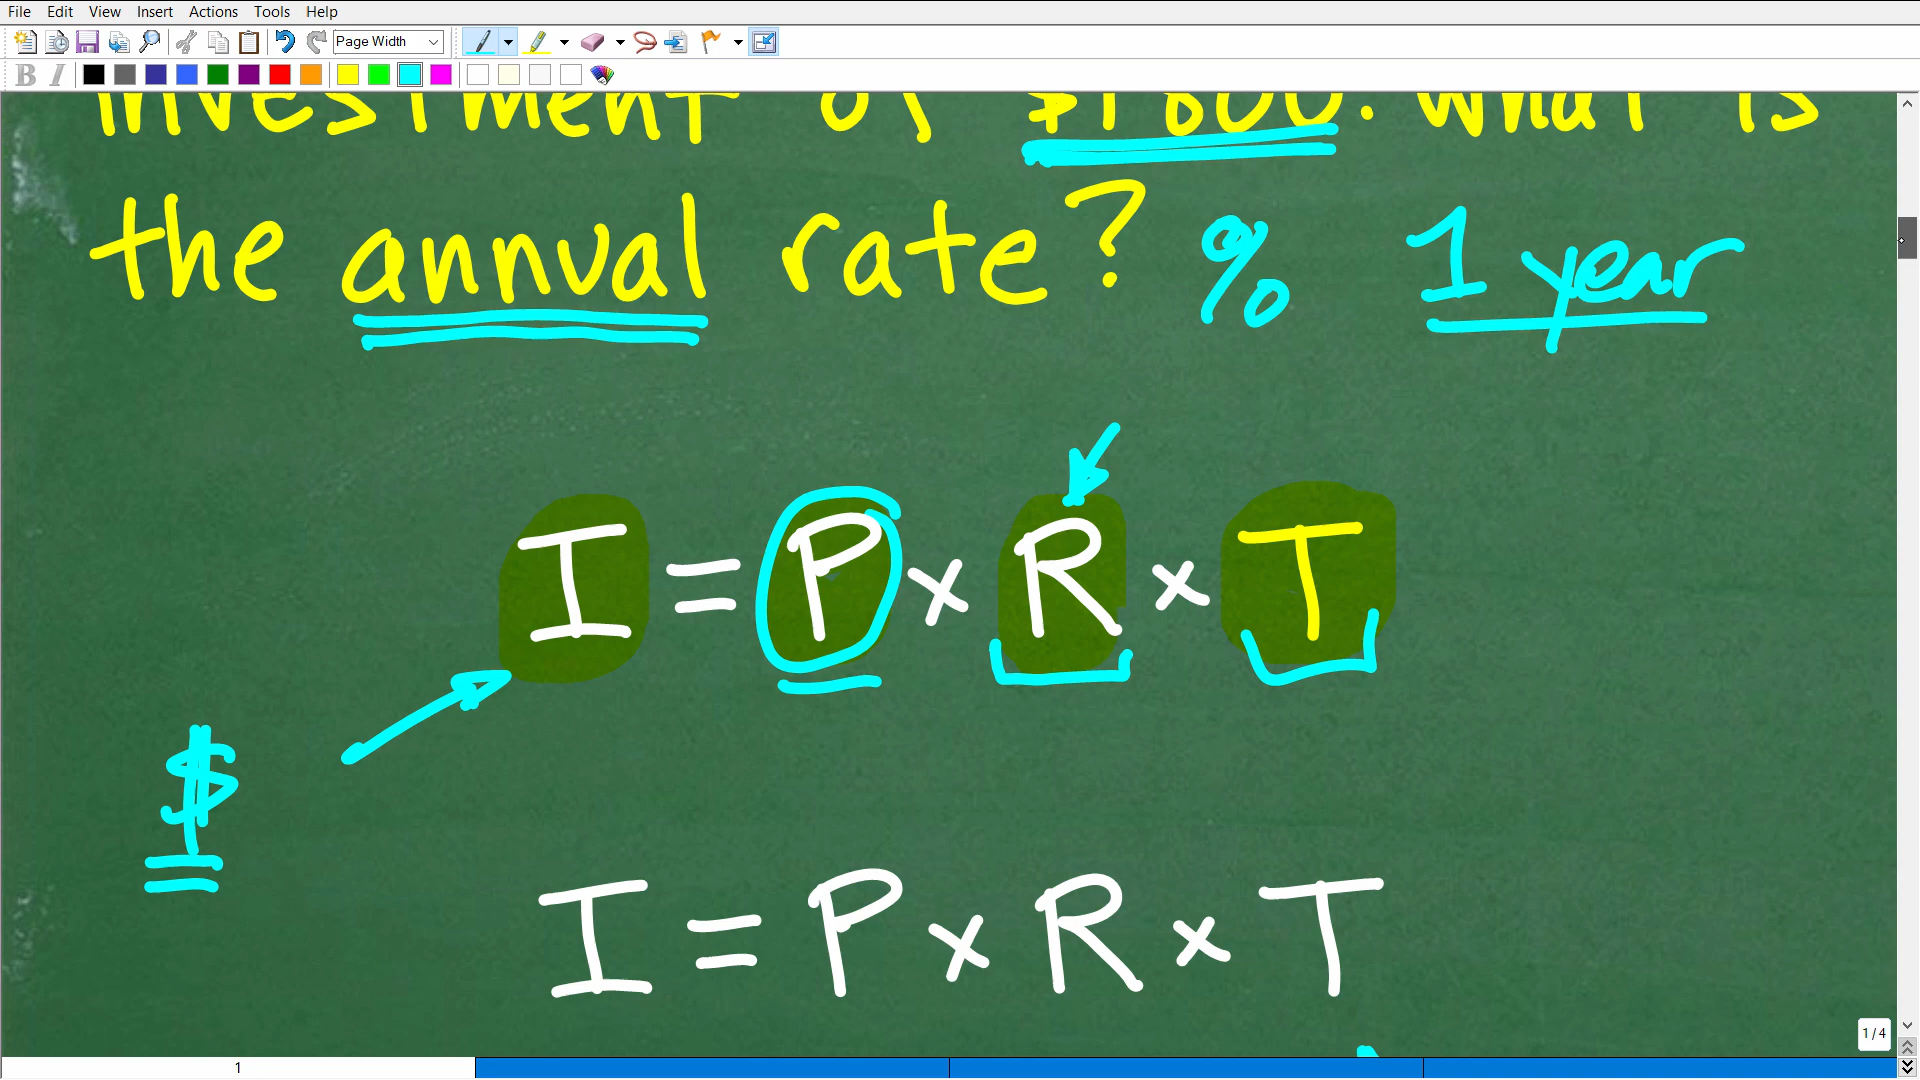 File Edit View Insert Actions Tools Help
Page Width
B I
investment of $1800. What is
the annual rate? % 1 year
I = P × R × T
$
I = P × R × T
1 / 4
1